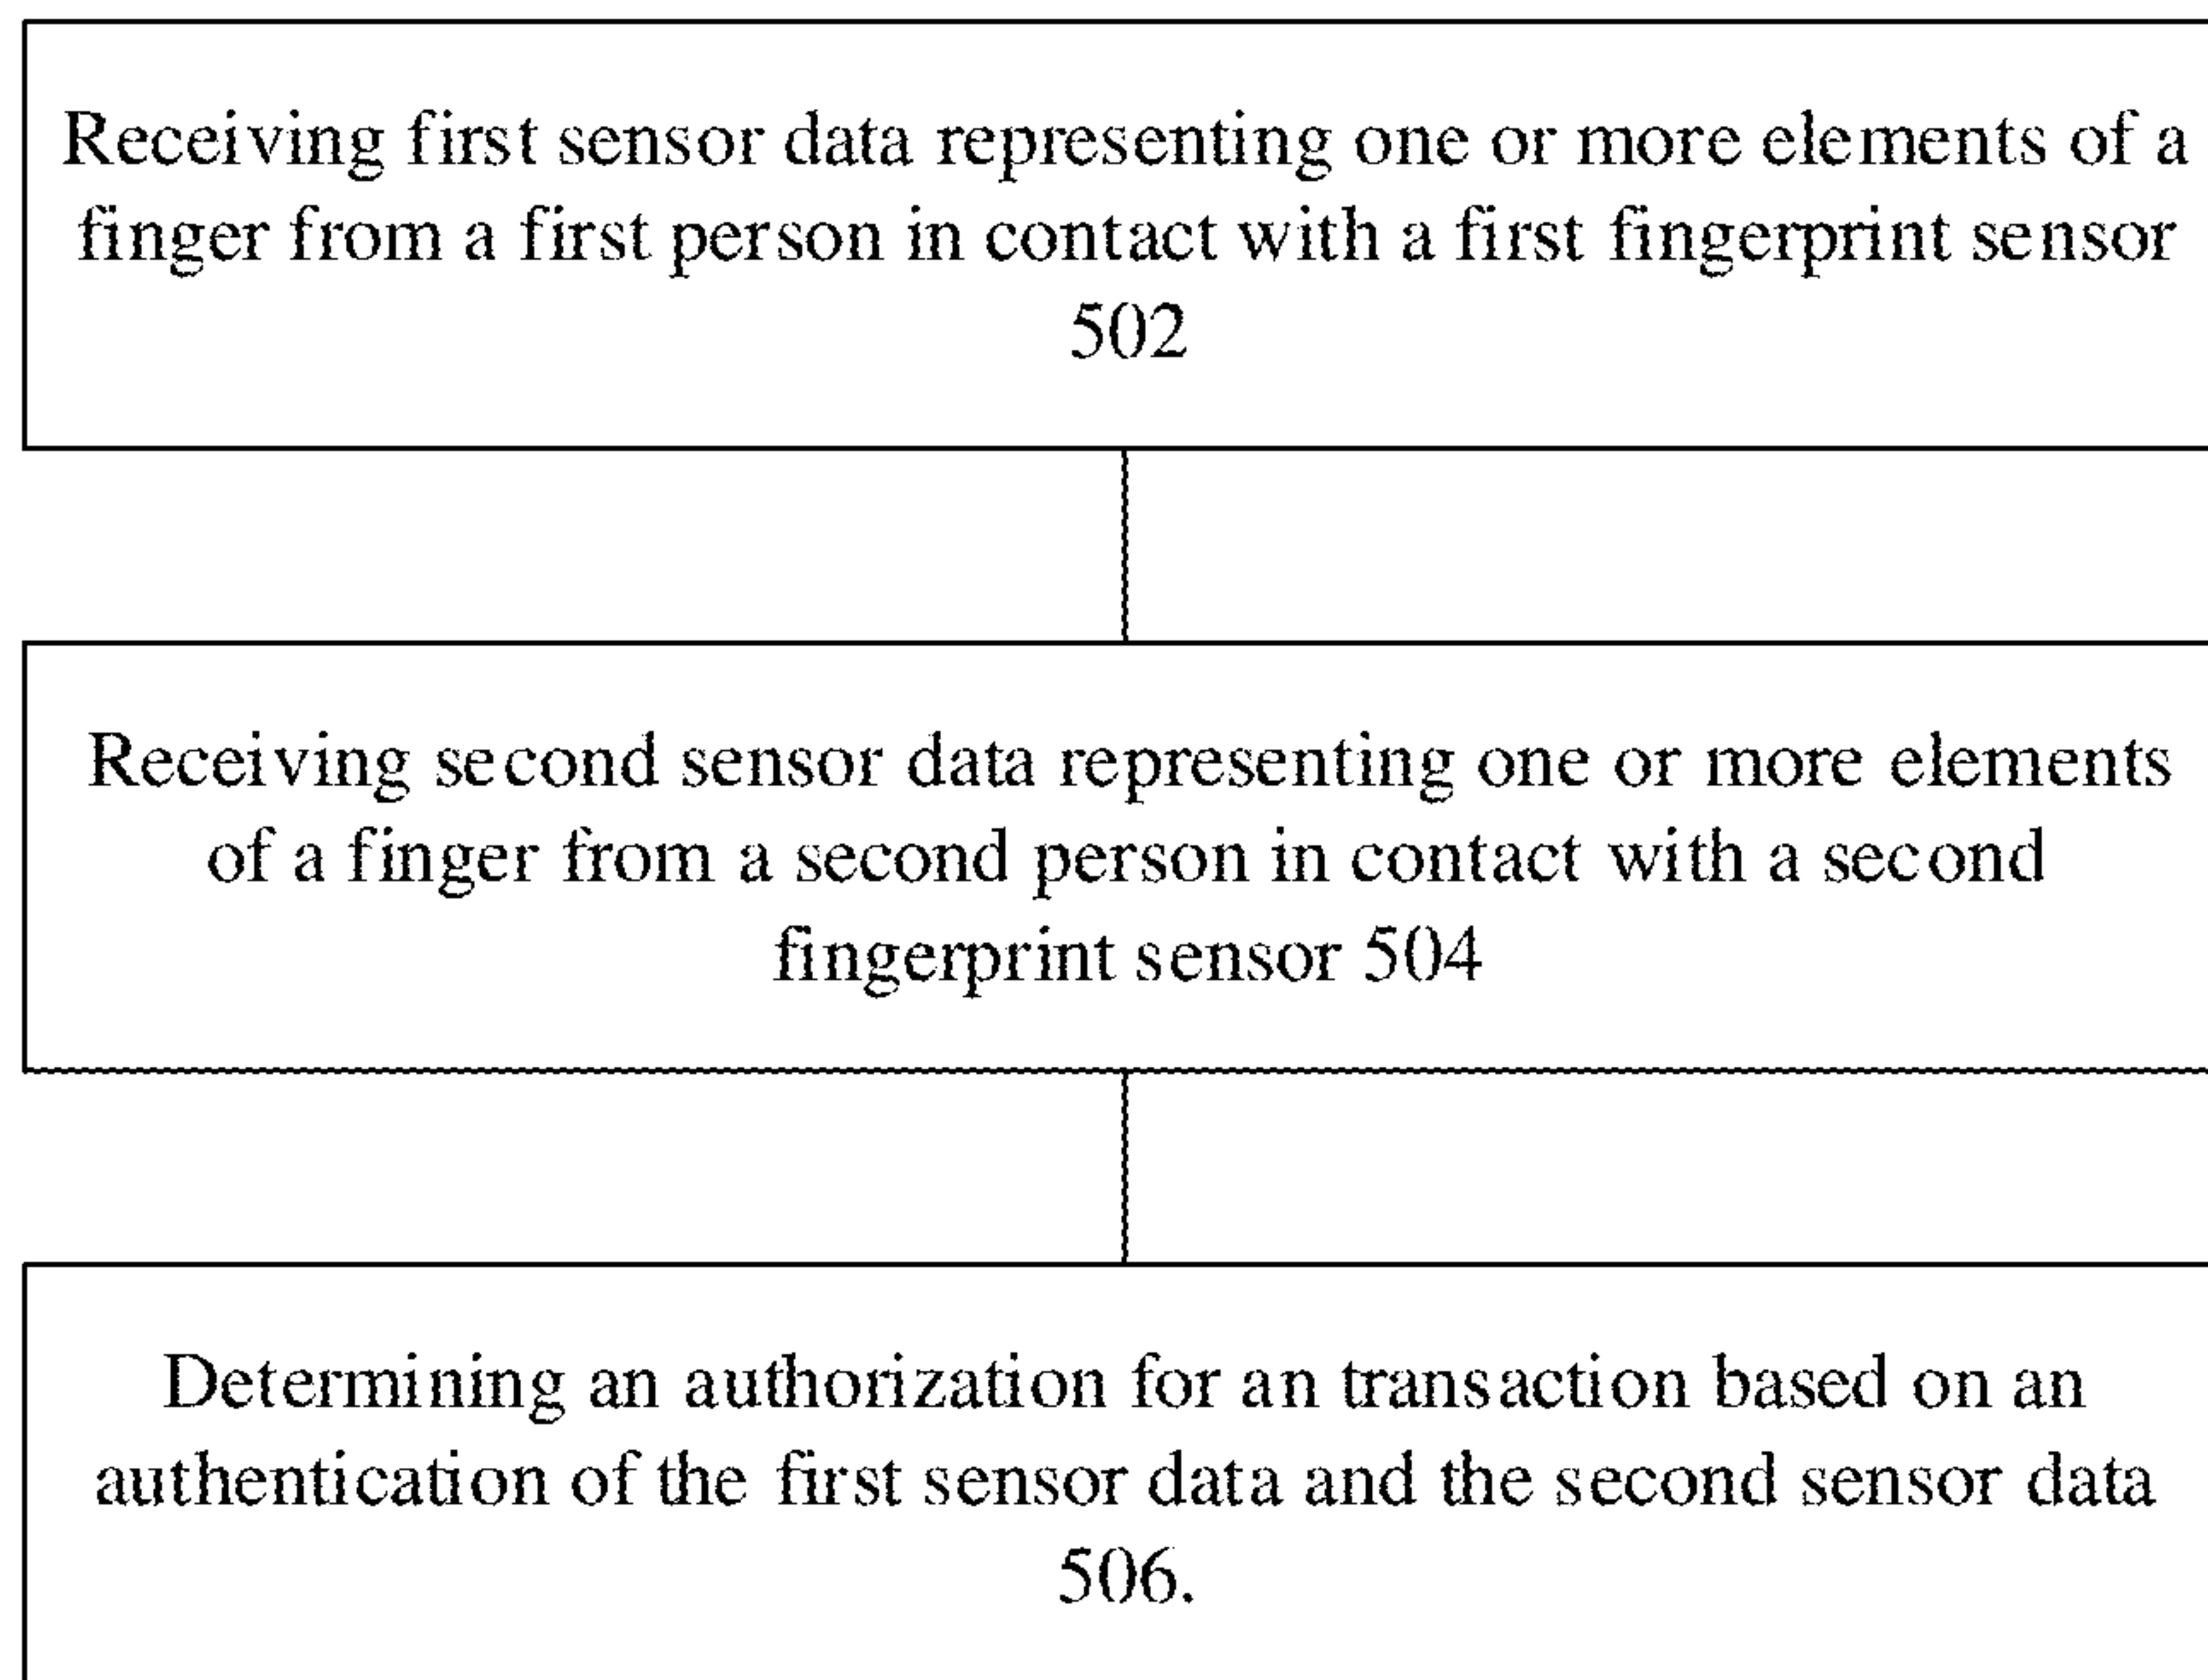 Receiving first sensor data representing one or more elements of a
finger from a first person in contact with a first fingerprint sensor
502
Receiving second sensor data representing one or more elements
of a finger from a second person in contact with a second
fingerprint sensor 504
Determining an authorization for an transaction based on an
authentication of the first sensor data and the second sensor data
506.